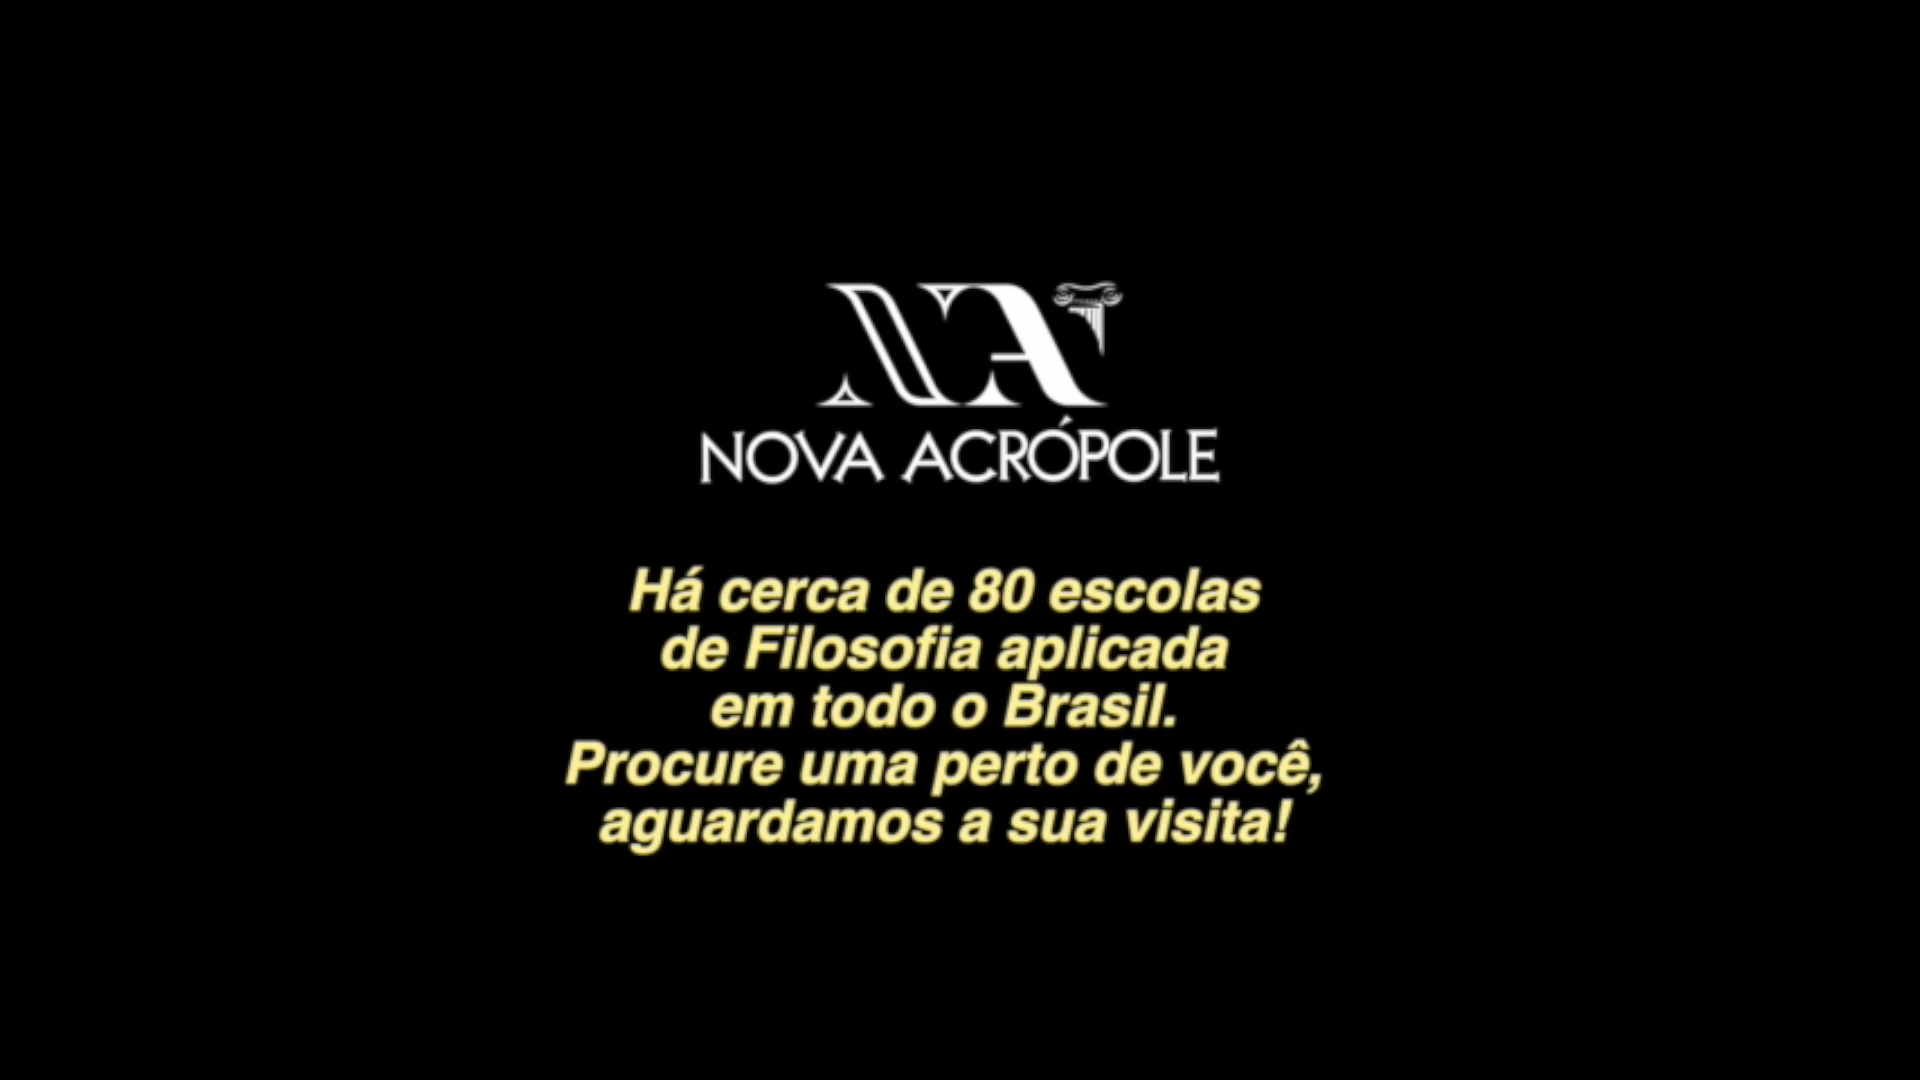 NA
NOVA ACRÓPOLE
Há cerca de 80 escolas
de Filosofia aplicada
em todo o Brasil.
Procure uma perto de você,
aguardamos a sua visita!